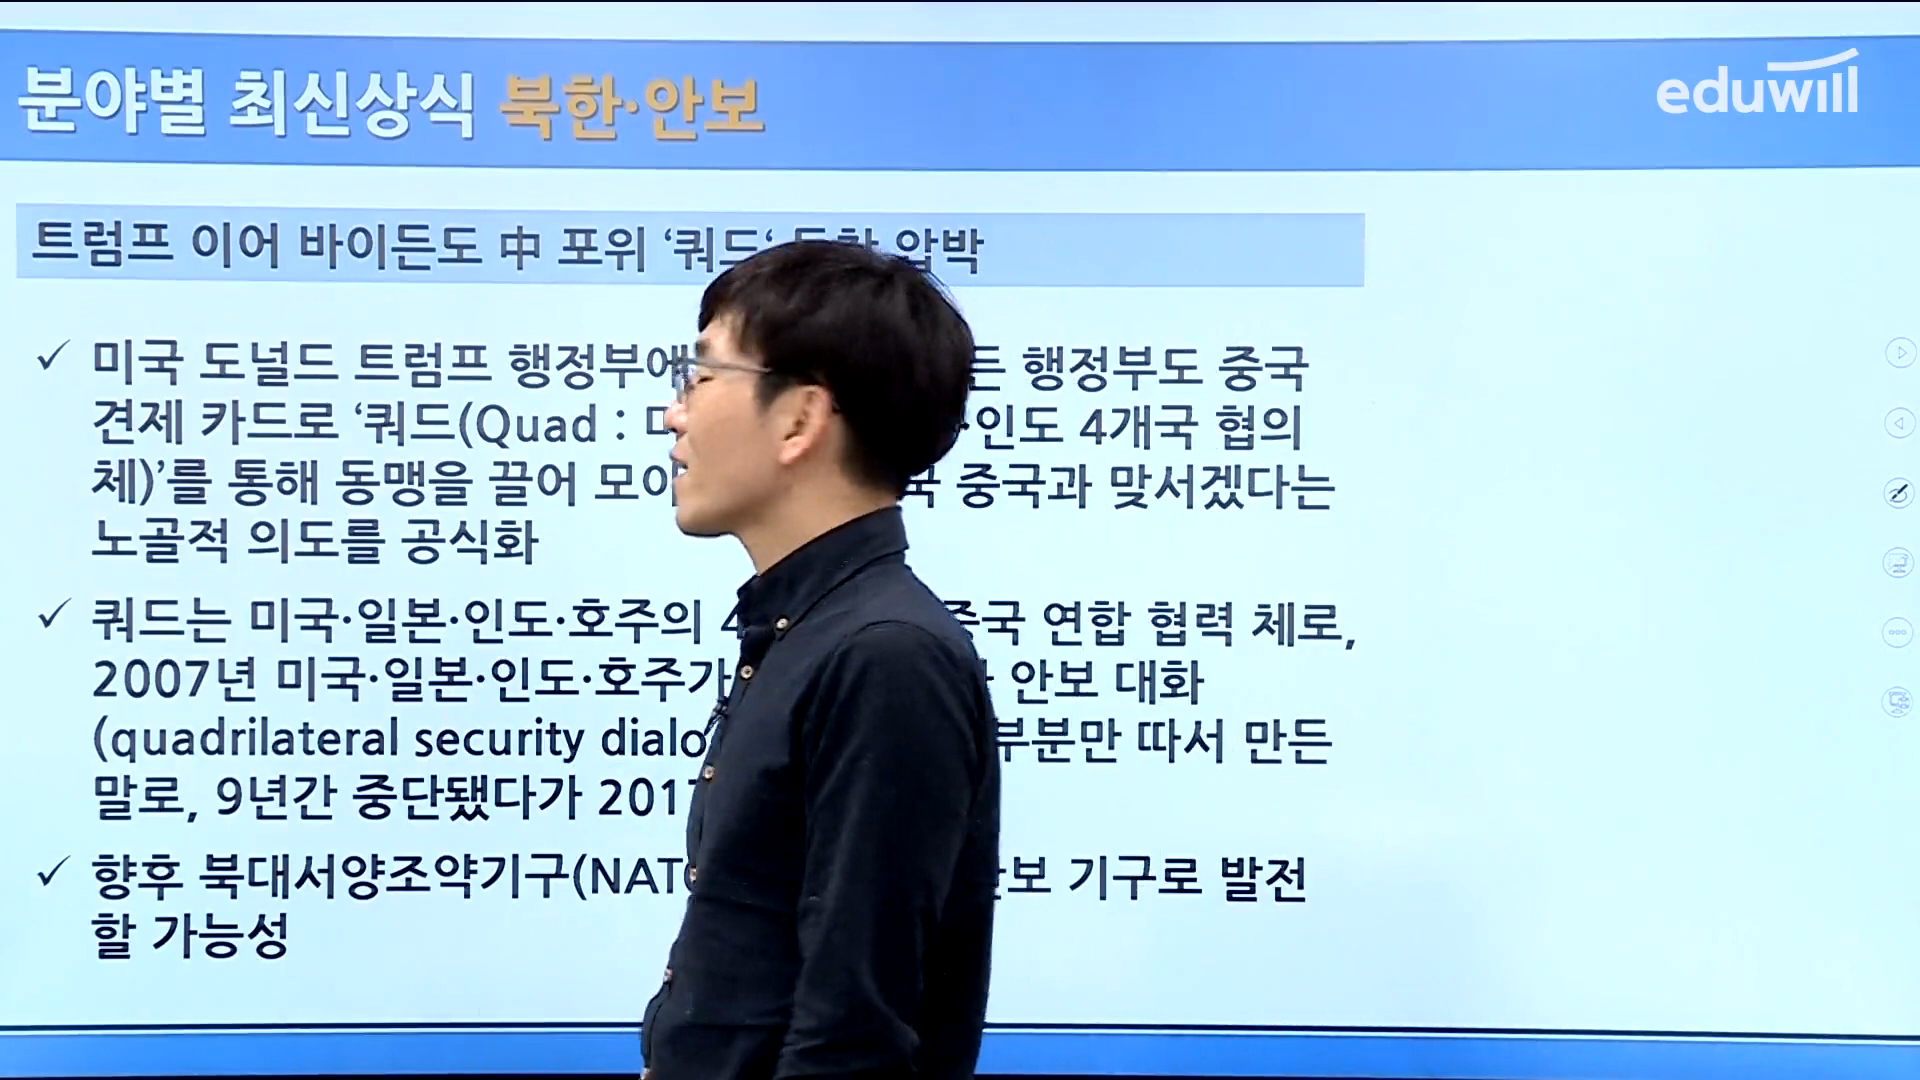 분야별 최신상식 북한·안보
eduwill
트럼프 이어 바이든도 中 포위 ‘쿼드‘ 동참 압박
미국 도널드 트럼프 행정부에 행정부도 중국
견제 카드로 ‘쿼드(Quad : ·인도 4개국 협의
체)’를 통해 동맹을 끌어 중국과 맞서겠다는
노골적 의도를 공식화
쿼드는 미국·일본·인도·호주의 연합 협력 체로,
2007년 미국·일본·인도·호주가 안보 대화
(quadrilateral security 부분만 따서 만든
말로, 9년간 중단됐다가
향후 북대서양조약기구 기구로 발전
할 가능성